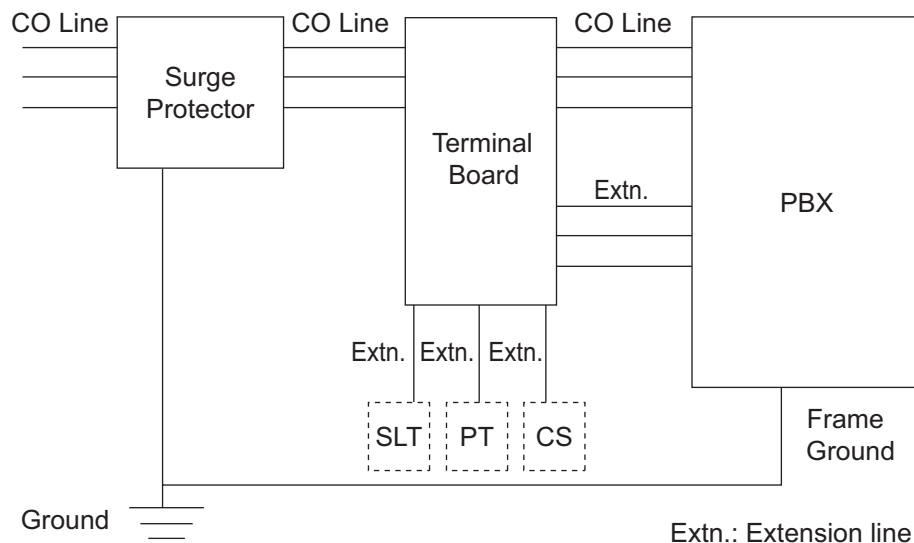 CO Line
CO Line
CO Line
Surge
Protector
Terminal
Board
Extn.
PBX
Extn.
Extn.
Extn.
SLT
PT
CS
Frame
Ground
Ground
Extn.: Extension line